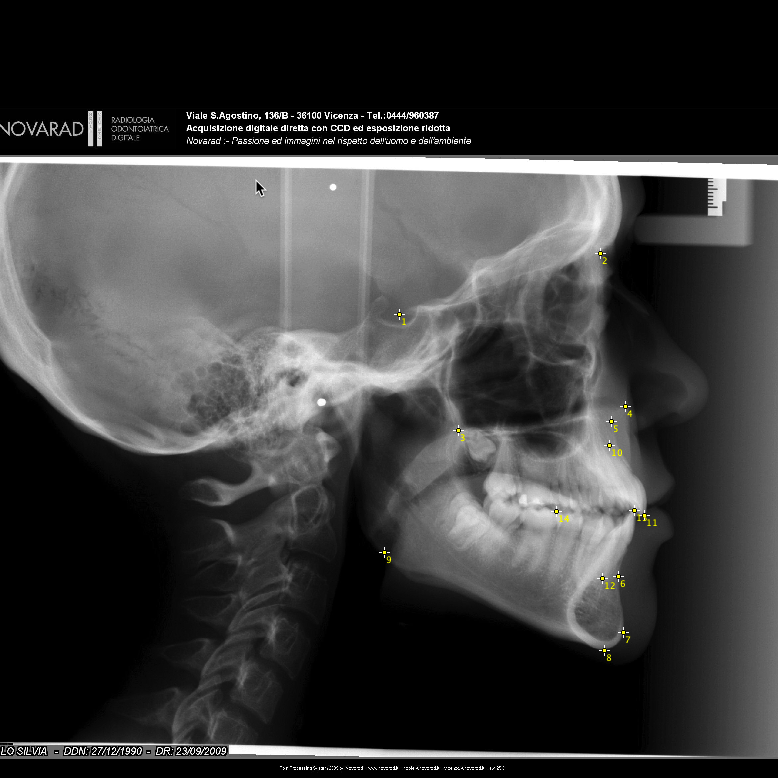 NOVARAD
RADIOLOGIA
ODONTOIATRICA
DIGITALE
Viale S.Agostino, 136/B - 36100 Vicenza - Tel.:0444/960387
Acquisizione digitale diretta con CCD ed esposizione ridotta
Novarad :- Passione ed immagini nel rispetto dell'uomo e dell'ambiente
2
1
4
5
3
10
14
11
9
12
6
7
8
LO SILVIA - DDN: 27/12/1990 - DR: 23/09/2009